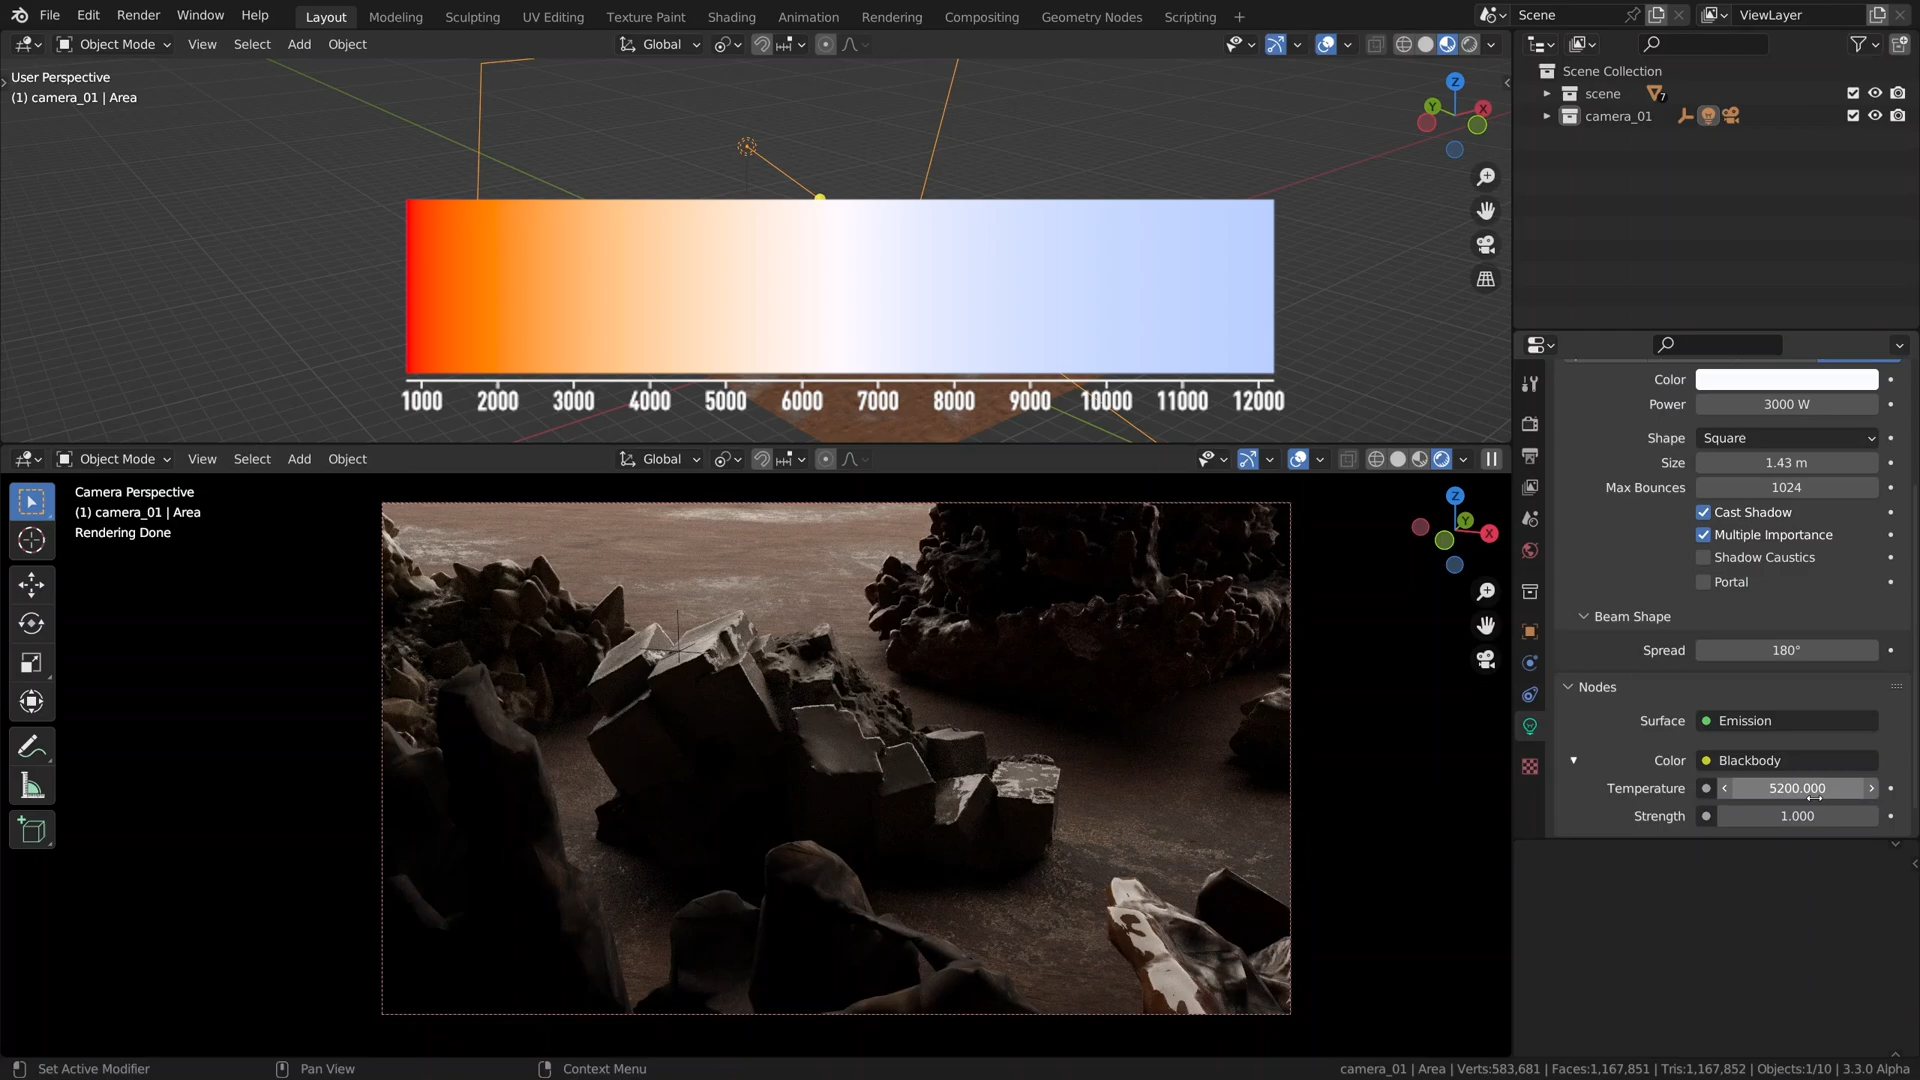 File Edit Render Window Help Layout Modeling Sculpting UV Editing Texture Paint Shading Animation Rendering Compositing Geometry Nodes Scripting + Scene ViewLayer
Object Mode View Select Add Object Global
User Perspective
(1) camera_01 | Area
X
Y
Z
1000 2000 3000 4000 5000 6000 7000 8000 9000 10000 11000 12000
Object Mode View Select Add Object Global
Camera Perspective
(1) camera_01 | Area
Rendering Done
X
Y
Z
Scene Collection
scene 7
camera_01
Color
Power 3000 W
Shape Square
Size 1.43 m
Max Bounces 1024
Cast Shadow
Multiple Importance
Shadow Caustics
Portal
Beam Shape
Spread 180°
Nodes
Surface Emission
Color Blackbody
Temperature 5200.000
Strength 1.000
Set Active Modifier Pan View Context Menu camera_01 | Area | Verts:583,681 | Faces:1,167,851 | Tris:1,167,852 | Objects:1/10 | 3.3.0 Alpha